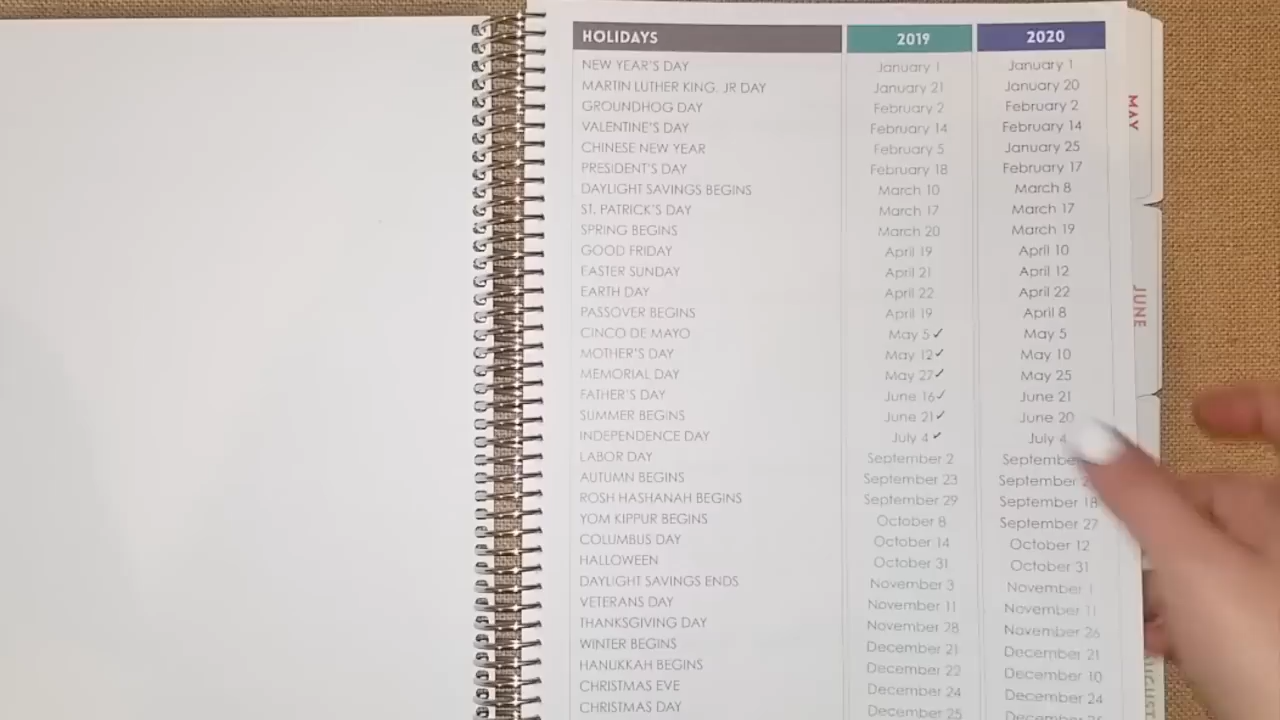 HOLIDAYS 2019 2020
NEW YEAR'S DAY January 1 January 1
MARTIN LUTHER KING, JR DAY January 21 January 20
GROUNDHOG DAY February 2 February 2
VALENTINE'S DAY February 14 February 14
CHINESE NEW YEAR February 5 January 25
PRESIDENT'S DAY February 18 February 17
DAYLIGHT SAVINGS BEGINS March 10 March 8
ST. PATRICK'S DAY March 17 March 17
SPRING BEGINS March 20 March 19
GOOD FRIDAY April 19 April 10
EASTER SUNDAY April 21 April 12
EARTH DAY April 22 April 22
PASSOVER BEGINS April 19 April 8
CINCO DE MAYO May 5 ✓ May 5
MOTHER'S DAY May 12 ✓ May 10
MEMORIAL DAY May 27 ✓ May 25
FATHER'S DAY June 16 ✓ June 21
SUMMER BEGINS June 21 ✓ June 20
INDEPENDENCE DAY July 4 ✓ July 4
LABOR DAY September 2
AUTUMN BEGINS September 23 September
ROSH HASHANAH BEGINS September 29 September 18
YOM KIPPUR BEGINS October 8 September 27
COLUMBUS DAY October 14 October 12
HALLOWEEN October 31 October 31
DAYLIGHT SAVINGS ENDS November 3 November 1
VETERANS DAY November 11 November 11
THANKSGIVING DAY November 28 November 26
WINTER BEGINS December 21 December 21
HANUKKAH BEGINS December 22 December 10
CHRISTMAS EVE December 24 December 24
CHRISTMAS DAY December 25
MAY
JUNE